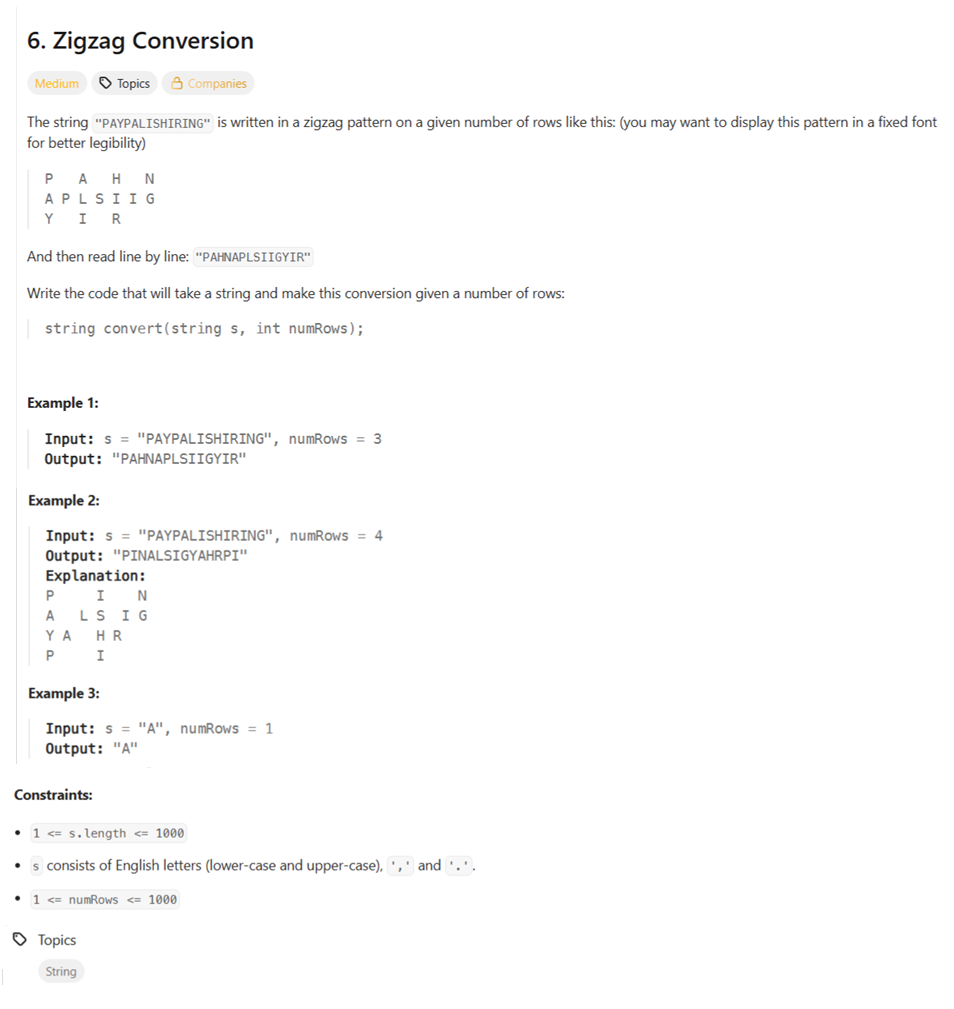 6. Zigzag Conversion
Medium Topics Companies
The string "PAYPALISHIRING" is written in a zigzag pattern on a given number of rows like this: (you may want to display this pattern in a fixed font
for better legibility)
P   A   H   N
A P L S I I G
Y   I   R
And then read line by line: "PAHNAPLSIIGYIR"
Write the code that will take a string and make this conversion given a number of rows:
string convert(string s, int numRows);
Example 1:
Input: s = "PAYPALISHIRING", numRows = 3
Output: "PAHNAPLSIIGYIR"
Example 2:
Input: s = "PAYPALISHIRING", numRows = 4
Output: "PINALSIGYAHRPI"
Explanation:
P     I    N
A   L S  I G
Y A   H R
P     I
Example 3:
Input: s = "A", numRows = 1
Output: "A"
Constraints:
• 1 <= s.length <= 1000
• s consists of English letters (lower-case and upper-case), ',' and '.'.
• 1 <= numRows <= 1000
Topics
String